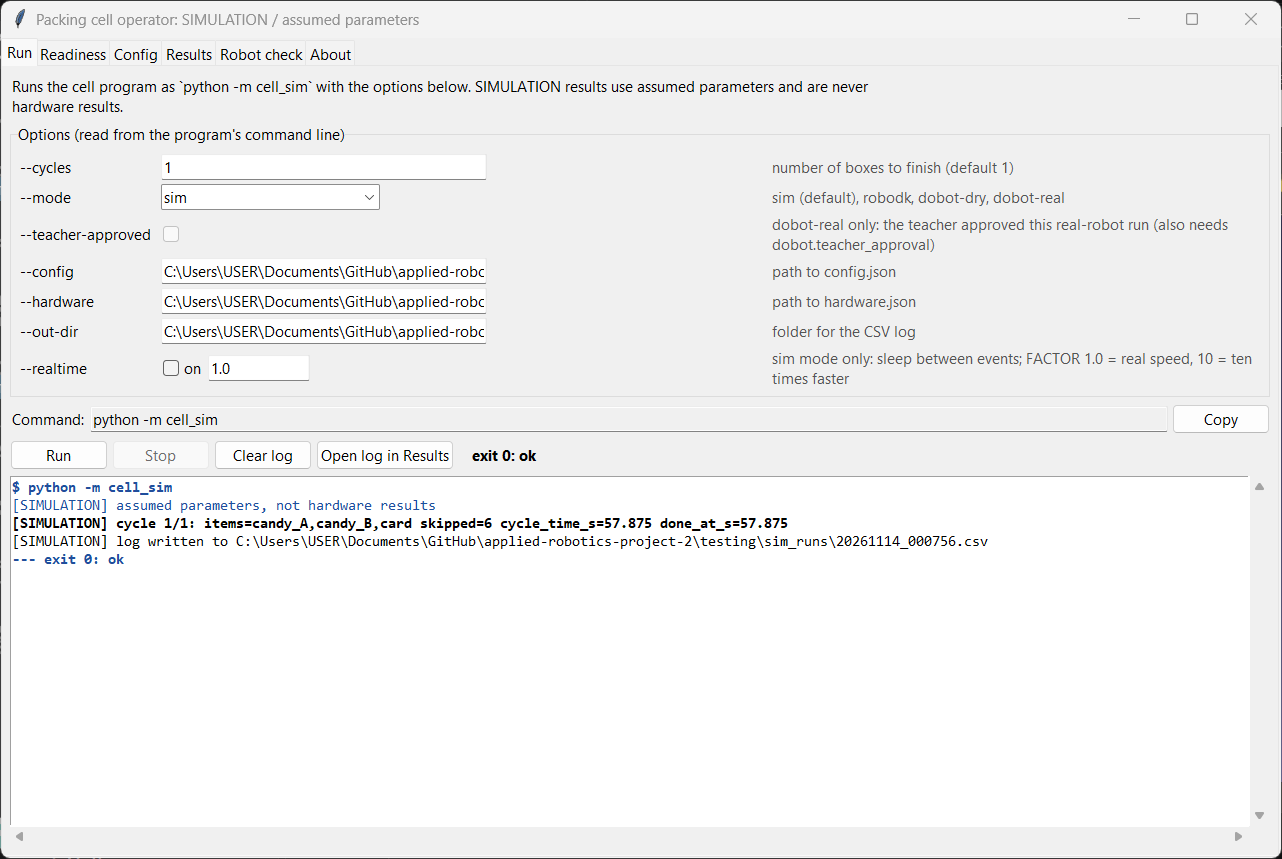 Packing cell operator: SIMULATION / assumed parameters
Run Readiness Config Results Robot check About
Runs the cell program as `python -m cell_sim` with the options below. SIMULATION results use assumed parameters and are never
hardware results.
Options (read from the program's command line)
--cycles 1 number of boxes to finish (default 1)
--mode sim sim (default), robodk, dobot-dry, dobot-real
--teacher-approved dobot-real only: the teacher approved this real-robot run (also needs
dobot.teacher_approval)
--config C:\Users\USER\Documents\GitHub\applied-robc path to config.json
--hardware C:\Users\USER\Documents\GitHub\applied-robc path to hardware.json
--out-dir C:\Users\USER\Documents\GitHub\applied-robc folder for the CSV log
--realtime on 1.0 sim mode only: sleep between events; FACTOR 1.0 = real speed, 10 = ten
times faster
Command: python -m cell_sim Copy
Run Stop Clear log Open log in Results exit 0: ok
$ python -m cell_sim
[SIMULATION] assumed parameters, not hardware results
[SIMULATION] cycle 1/1: items=candy_A,candy_B,card skipped=6 cycle_time_s=57.875 done_at_s=57.875
[SIMULATION] log written to C:\Users\USER\Documents\GitHub\applied-robotics-project-2\testing\sim_runs\20261114_000756.csv
--- exit 0: ok